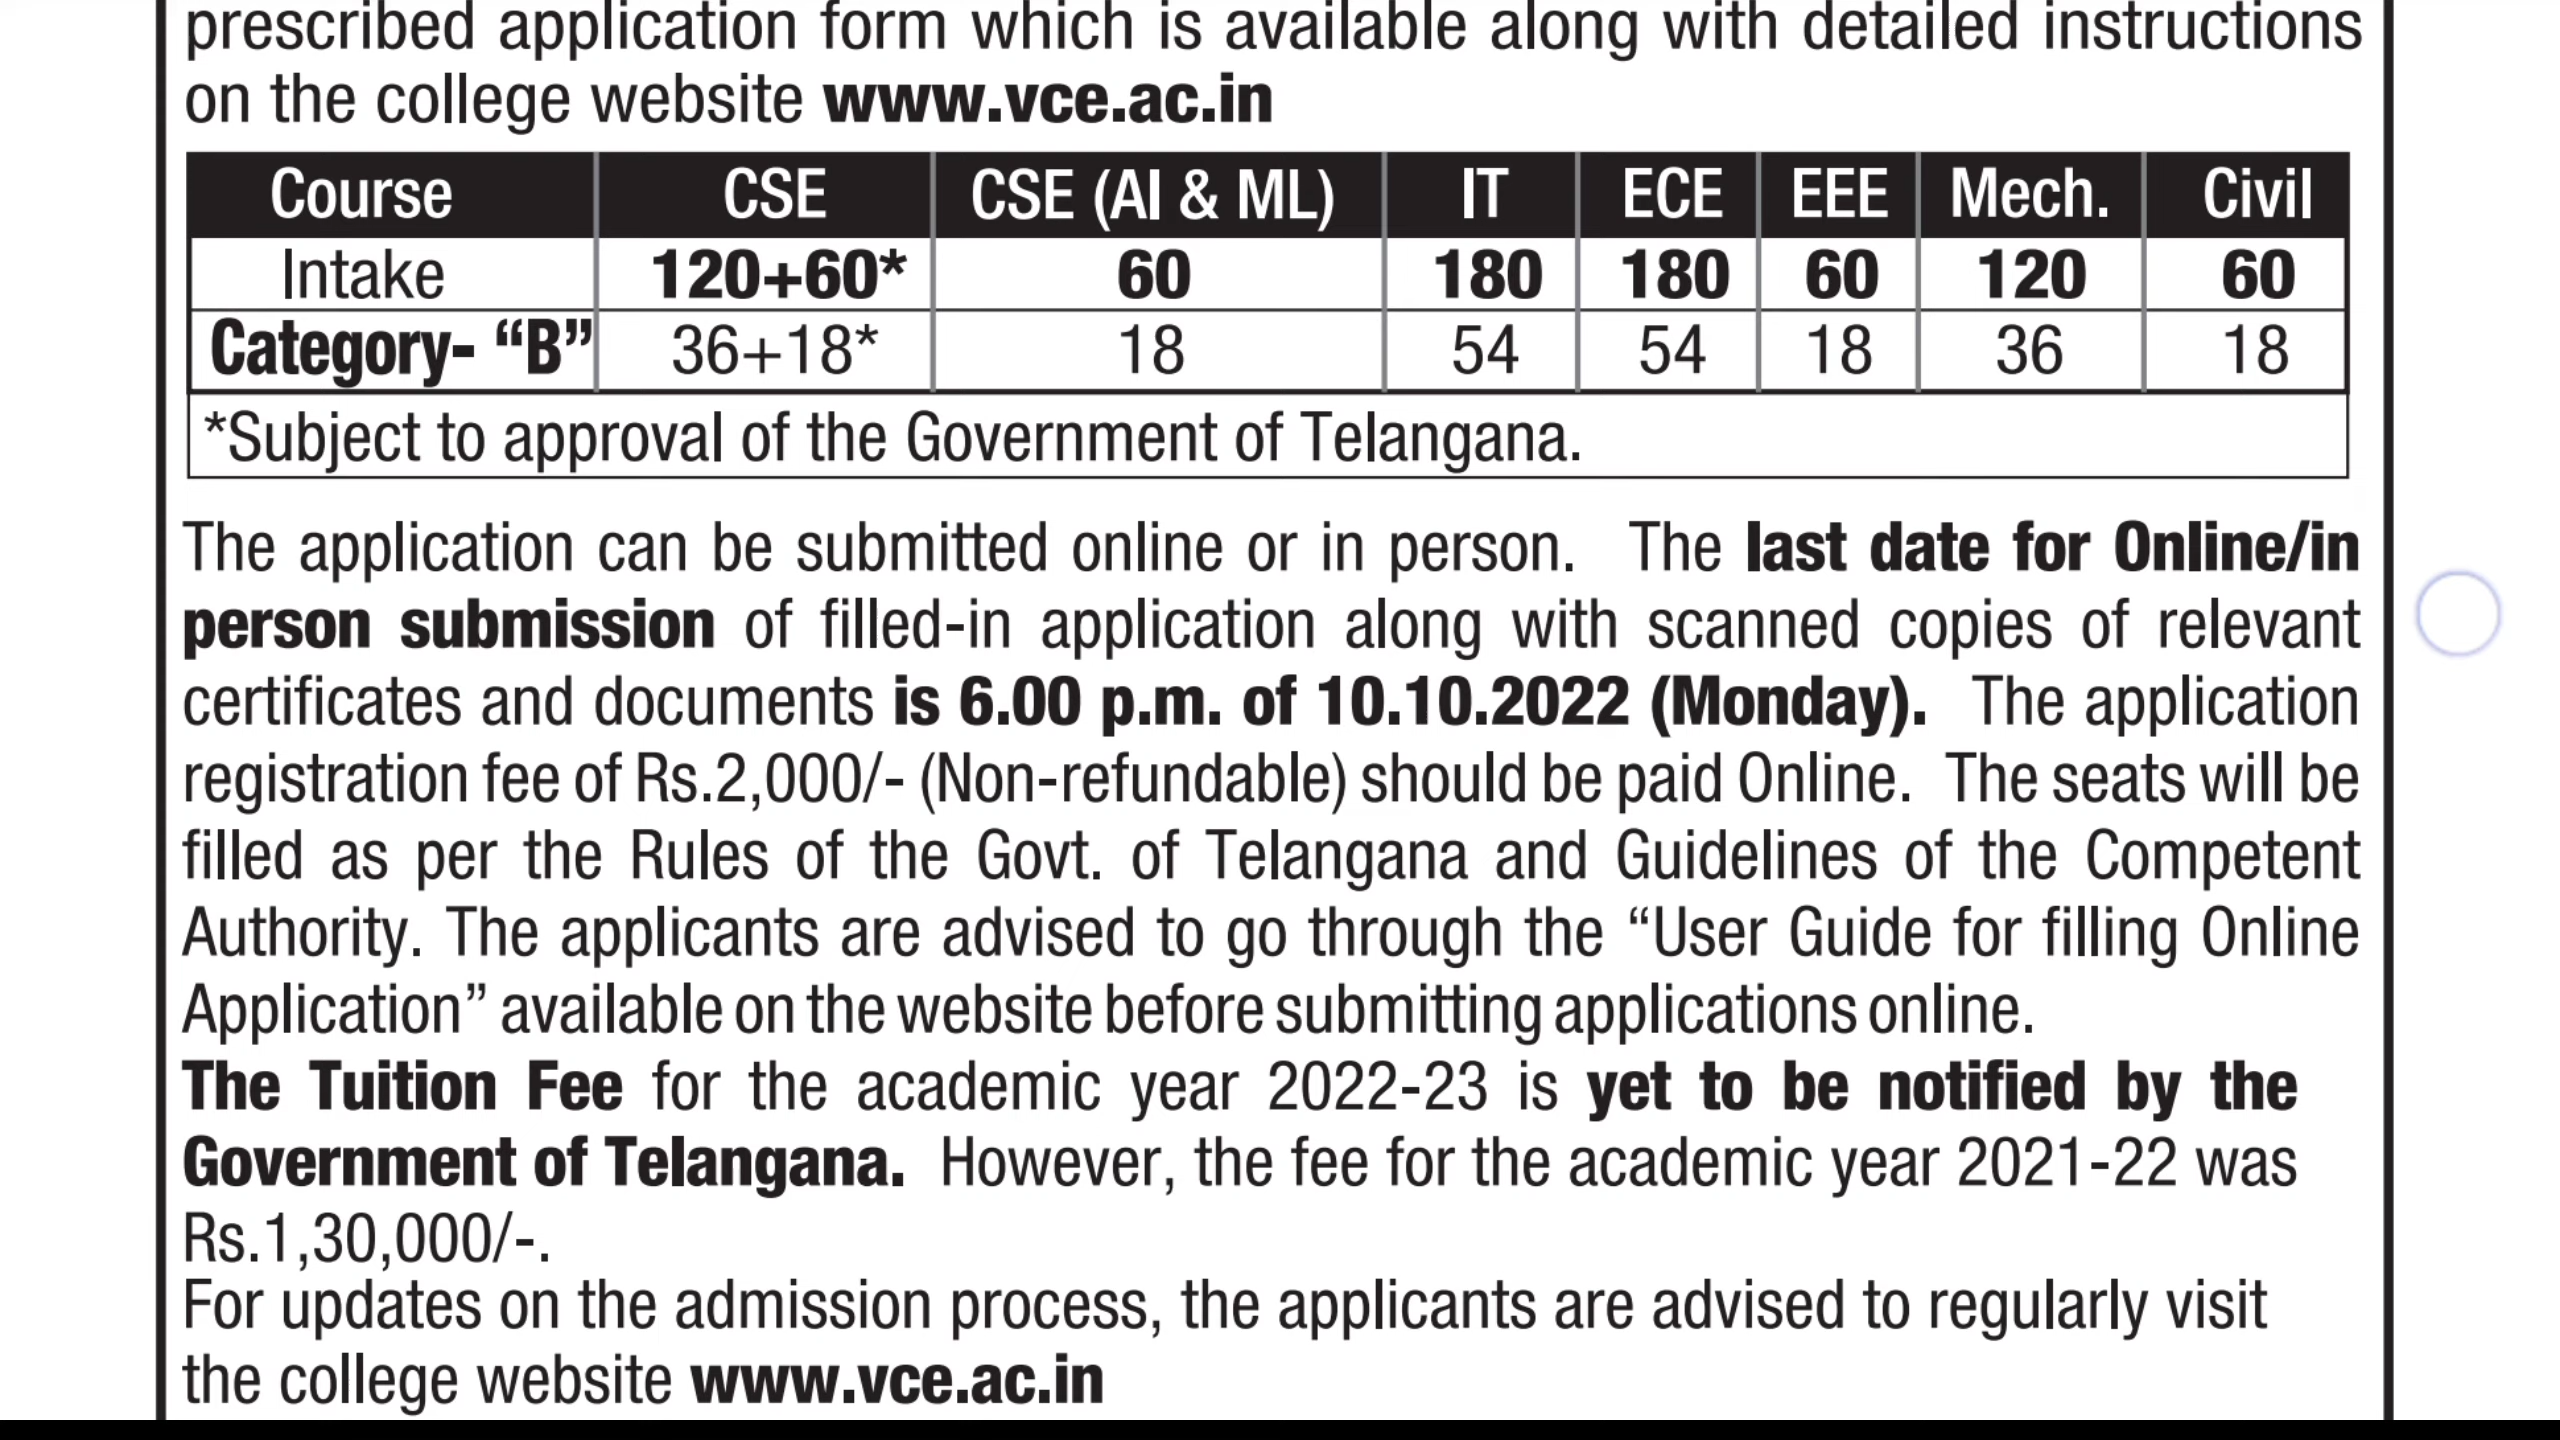 prescribed application form which is available along with detailed instructions
on the college website www.vce.ac.in
Course CSE CSE (AI & ML) IT ECE EEE Mech. Civil
Intake 120+60* 60 180 180 60 120 60
Category- “B” 36+18* 18 54 54 18 36 18
*Subject to approval of the Government of Telangana.
The application can be submitted online or in person. The last date for Online/in
person submission of filled-in application along with scanned copies of relevant
certificates and documents is 6.00 p.m. of 10.10.2022 (Monday). The application
registration fee of Rs.2,000/- (Non-refundable) should be paid Online. The seats will be
filled as per the Rules of the Govt. of Telangana and Guidelines of the Competent
Authority. The applicants are advised to go through the “User Guide for filling Online
Application” available on the website before submitting applications online.
The Tuition Fee for the academic year 2022-23 is yet to be notified by the
Government of Telangana. However, the fee for the academic year 2021-22 was
Rs.1,30,000/-.
For updates on the admission process, the applicants are advised to regularly visit
the college website www.vce.ac.in